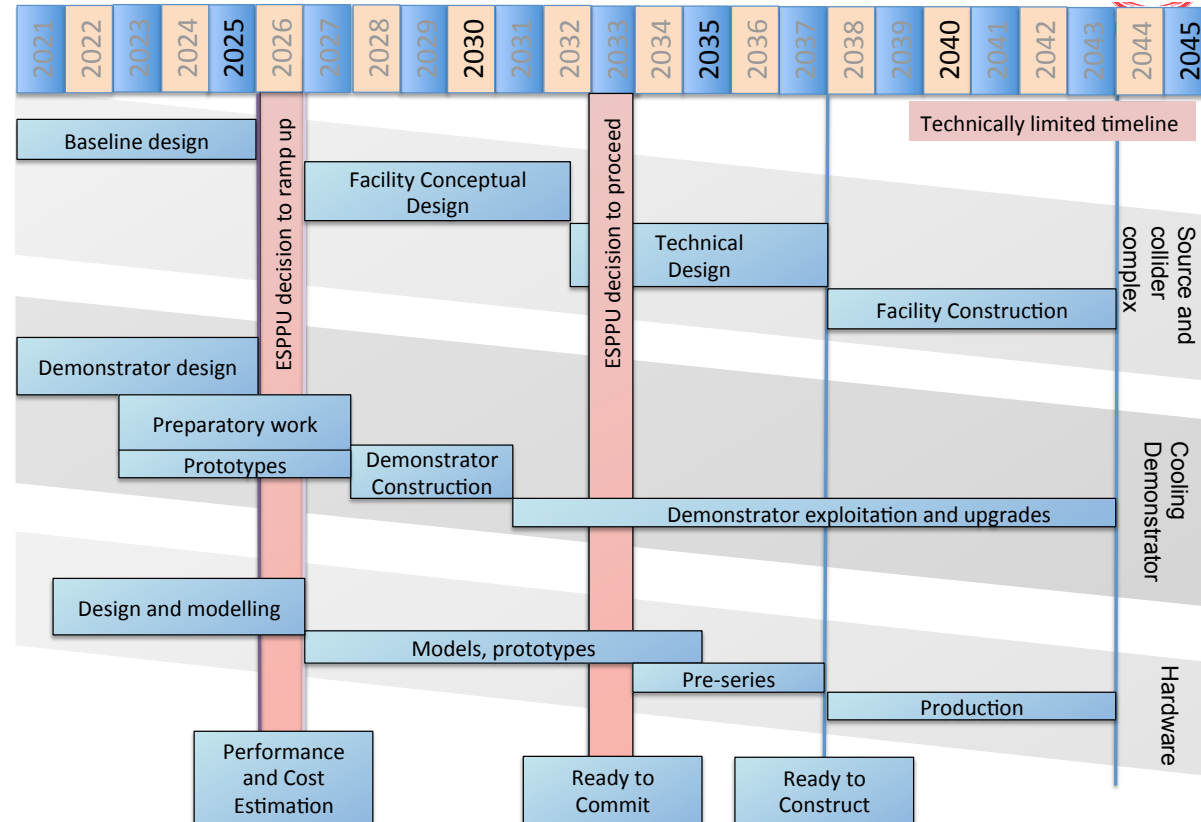 2021 2022 2023 2024 2025 2026 2027 2028 2029 2030 2031 2032 2033 2034 2035 2036 2037 2038 2039 2040 2041 2042 2043 2044 2045
Technically limited timeline
Baseline design
ESPPU decision to ramp up
Facility Conceptual
Design
ESPPU decision to proceed
Technical
Design
Facility Construction
Source and
collider
complex
Demonstrator design
Preparatory work
Prototypes
Demonstrator
Construction
Demonstrator exploitation and upgrades
Cooling
Demonstrator
Design and modelling
Models, prototypes
Pre-series
Production
Hardware
Performance
and Cost
Estimation
Ready to
Commit
Ready to
Construct